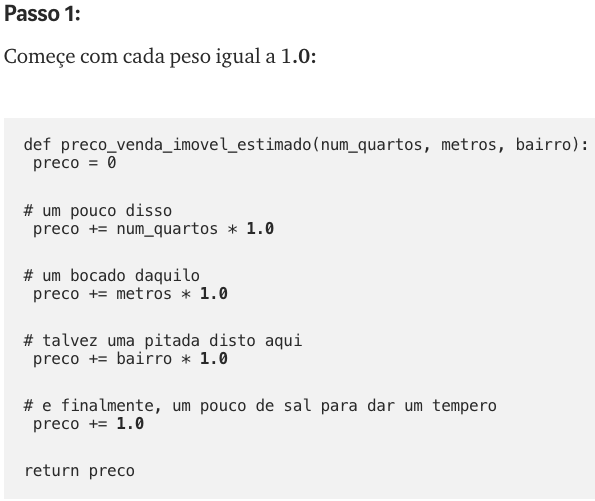 Passo 1:
Começe com cada peso igual a 1.0:
def preco_venda_imovel_estimado(num_quartos, metros, bairro):
 preco = 0
# um pouco disso
 preco += num_quartos * 1.0
# um bocado daquilo
 preco += metros * 1.0
# talvez uma pitada disto aqui
 preco += bairro * 1.0
# e finalmente, um pouco de sal para dar um tempero
 preco += 1.0
return preco